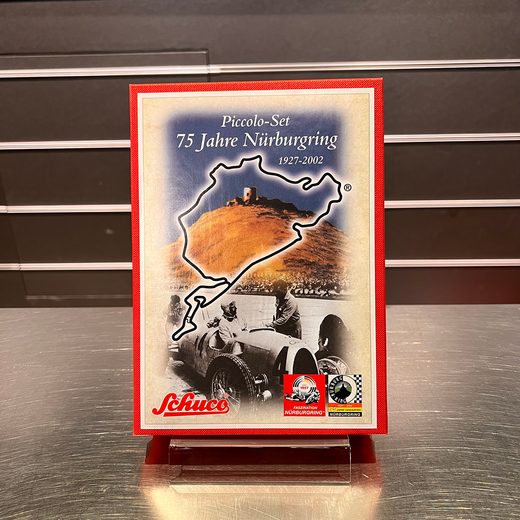 Piccolo-Set
75 Jahre Nürburgring
1927-2002
®
Schuco
FASZINATION
NÜRBURGRING
NÜRBURGRING